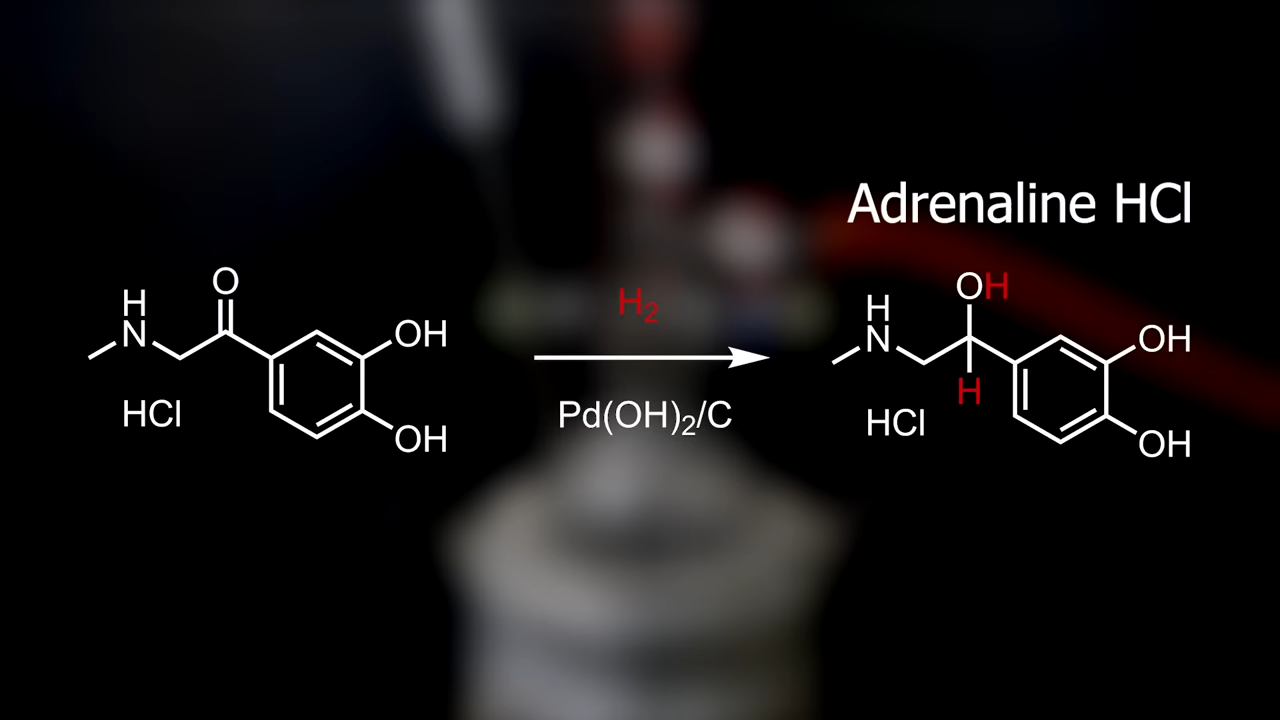 Adrenaline HCl
H
N
O
OH
OH
HCl
H₂
Pd(OH)₂/C
H
N
OH
H
OH
OH
HCl